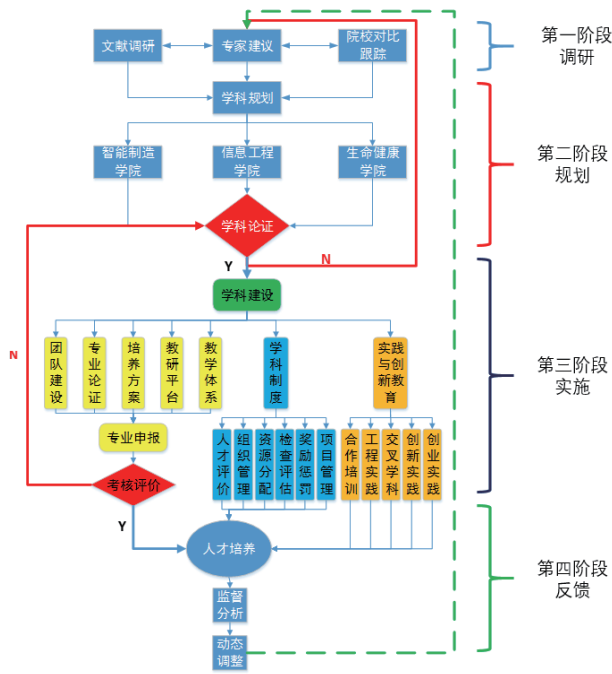 文献调研
专家建议
院校对比
跟踪
第一阶段
调研
学科规划
智能制造
学院
信息工程
学院
生命健康
学院
第二阶段
规划
学科论证
Y
N
学科建设
N
团队建设
专业论证
培养方案
教研平台
教学体系
学科制度
实践
与创
新教
育
第三阶段
实施
专业申报
人才评价
组织管理
资源分配
检查评估
奖励惩罚
项目管理
合作培训
工程实践
交叉学科
创新实践
创业实践
考核评价
Y
人才培养
第四阶段
反馈
监督
分析
动态
调整